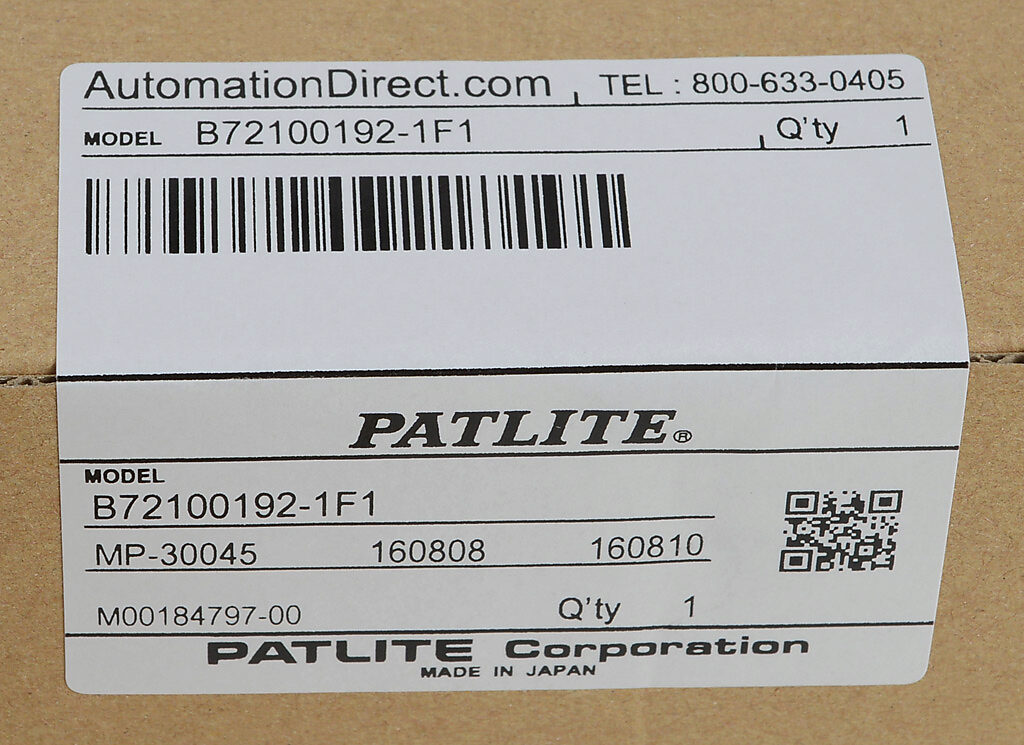 AutomationDirect.com TEL : 800-633-0405
MODEL B72100192-1F1 Q'ty 1
PATLITE®
MODEL
B72100192-1F1
MP-30045 160808 160810
M00184797-00 Q'ty 1
PATLITE Corporation
MADE IN JAPAN